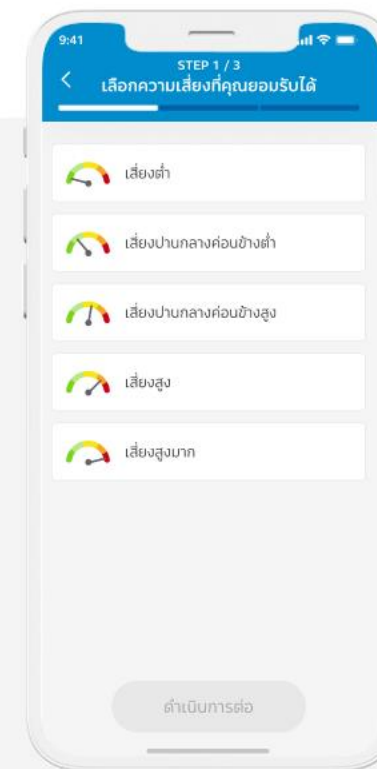 9:41
STEP 1 / 3
เลือกความเสี่ยงที่คุณยอมรับได้
เสี่ยงต่ำ
เสี่ยงปานกลางค่อนข้างต่ำ
เสี่ยงปานกลางค่อนข้างสูง
เสี่ยงสูง
เสี่ยงสูงมาก
ดำเนินการต่อ